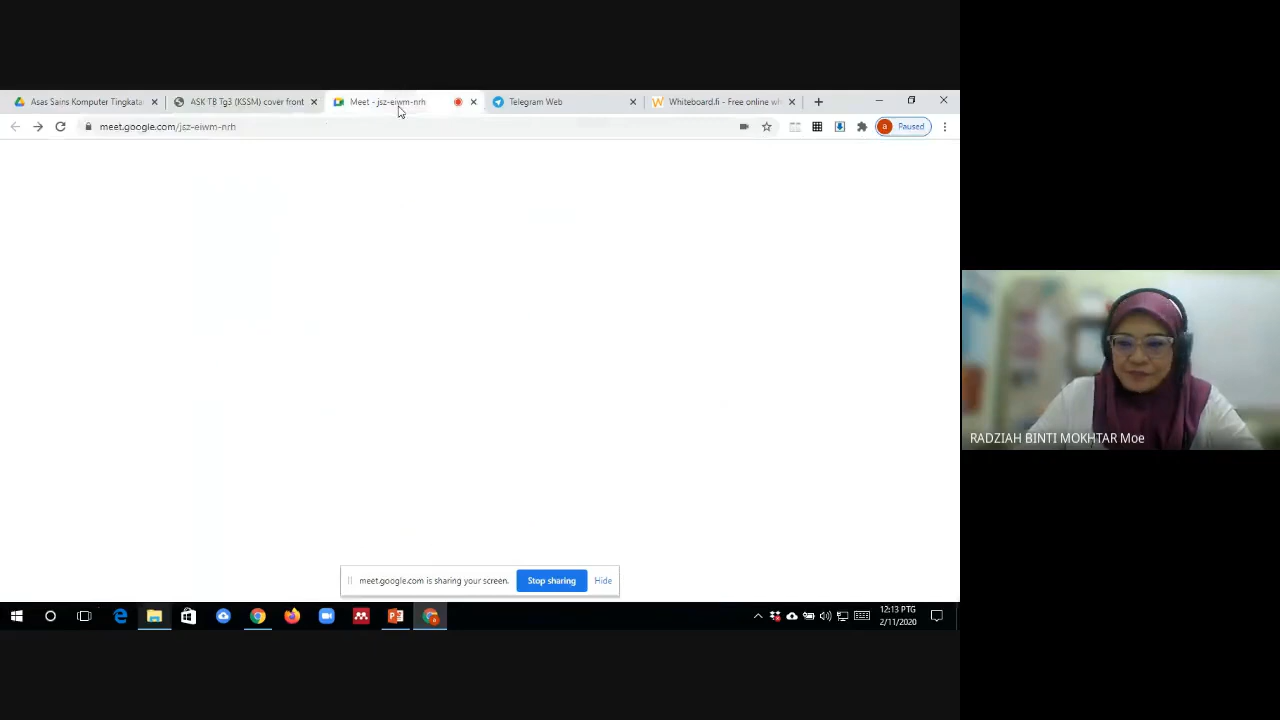 Asas Sains Komputer Tingkata
ASK TB Tg3 (KSSM) cover front
Meet - jsz-eiwm-nrh
Telegram Web
Whiteboard.fi - Free online wh
meet.google.com/jsz-eiwm-nrh
a
Paused
RADZIAH BINTI MOKHTAR Moe
meet.google.com is sharing your screen.
Stop sharing
Hide
12:13 PTG
2/11/2020